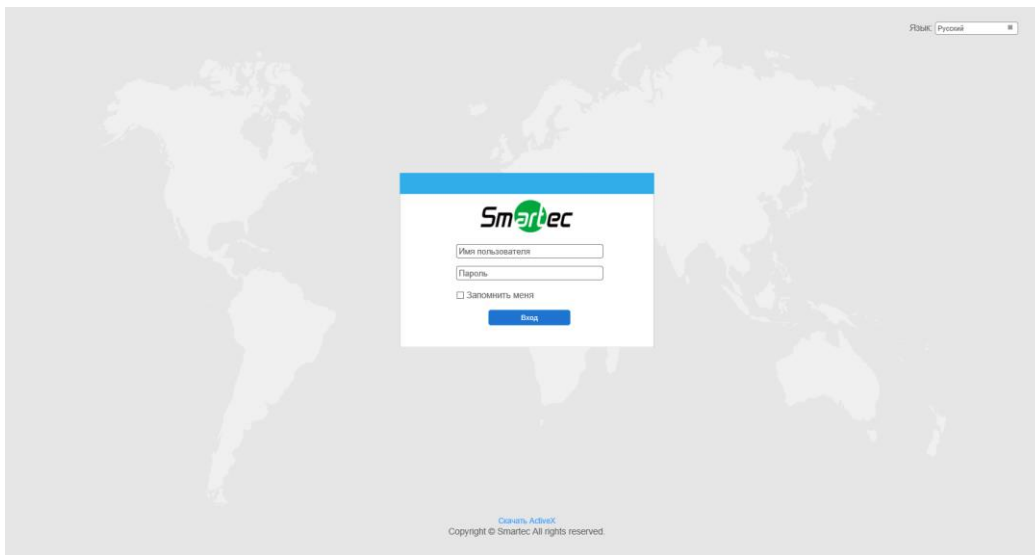 Язык: Русский
Smartec
Имя пользователя
Пароль
Запомнить меня
Вход
Скачать ActiveX
Copyright © Smartec All rights reserved.